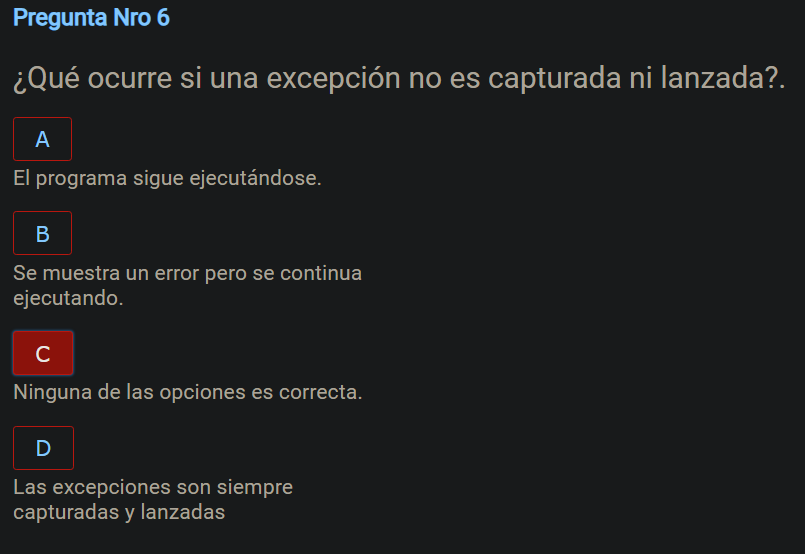 Pregunta Nro 6
¿Qué ocurre si una excepción no es capturada ni lanzada?.
A
El programa sigue ejecutándose.
B
Se muestra un error pero se continua
ejecutando.
C
Ninguna de las opciones es correcta.
D
Las excepciones son siempre
capturadas y lanzadas